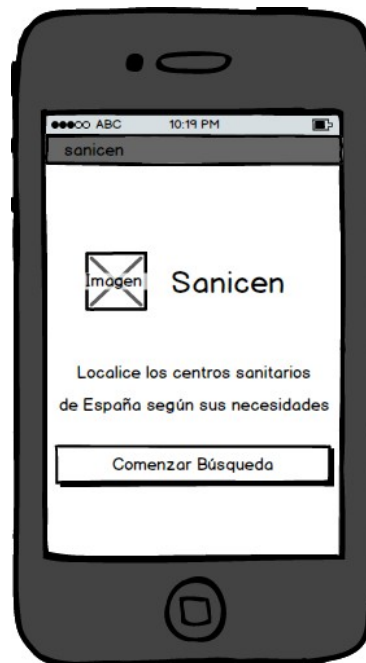 ABC 10:19 PM
sanicen
Imagen Sanicen
Localice los centros sanitarios
de España según sus necesidades
Comenzar Búsqueda